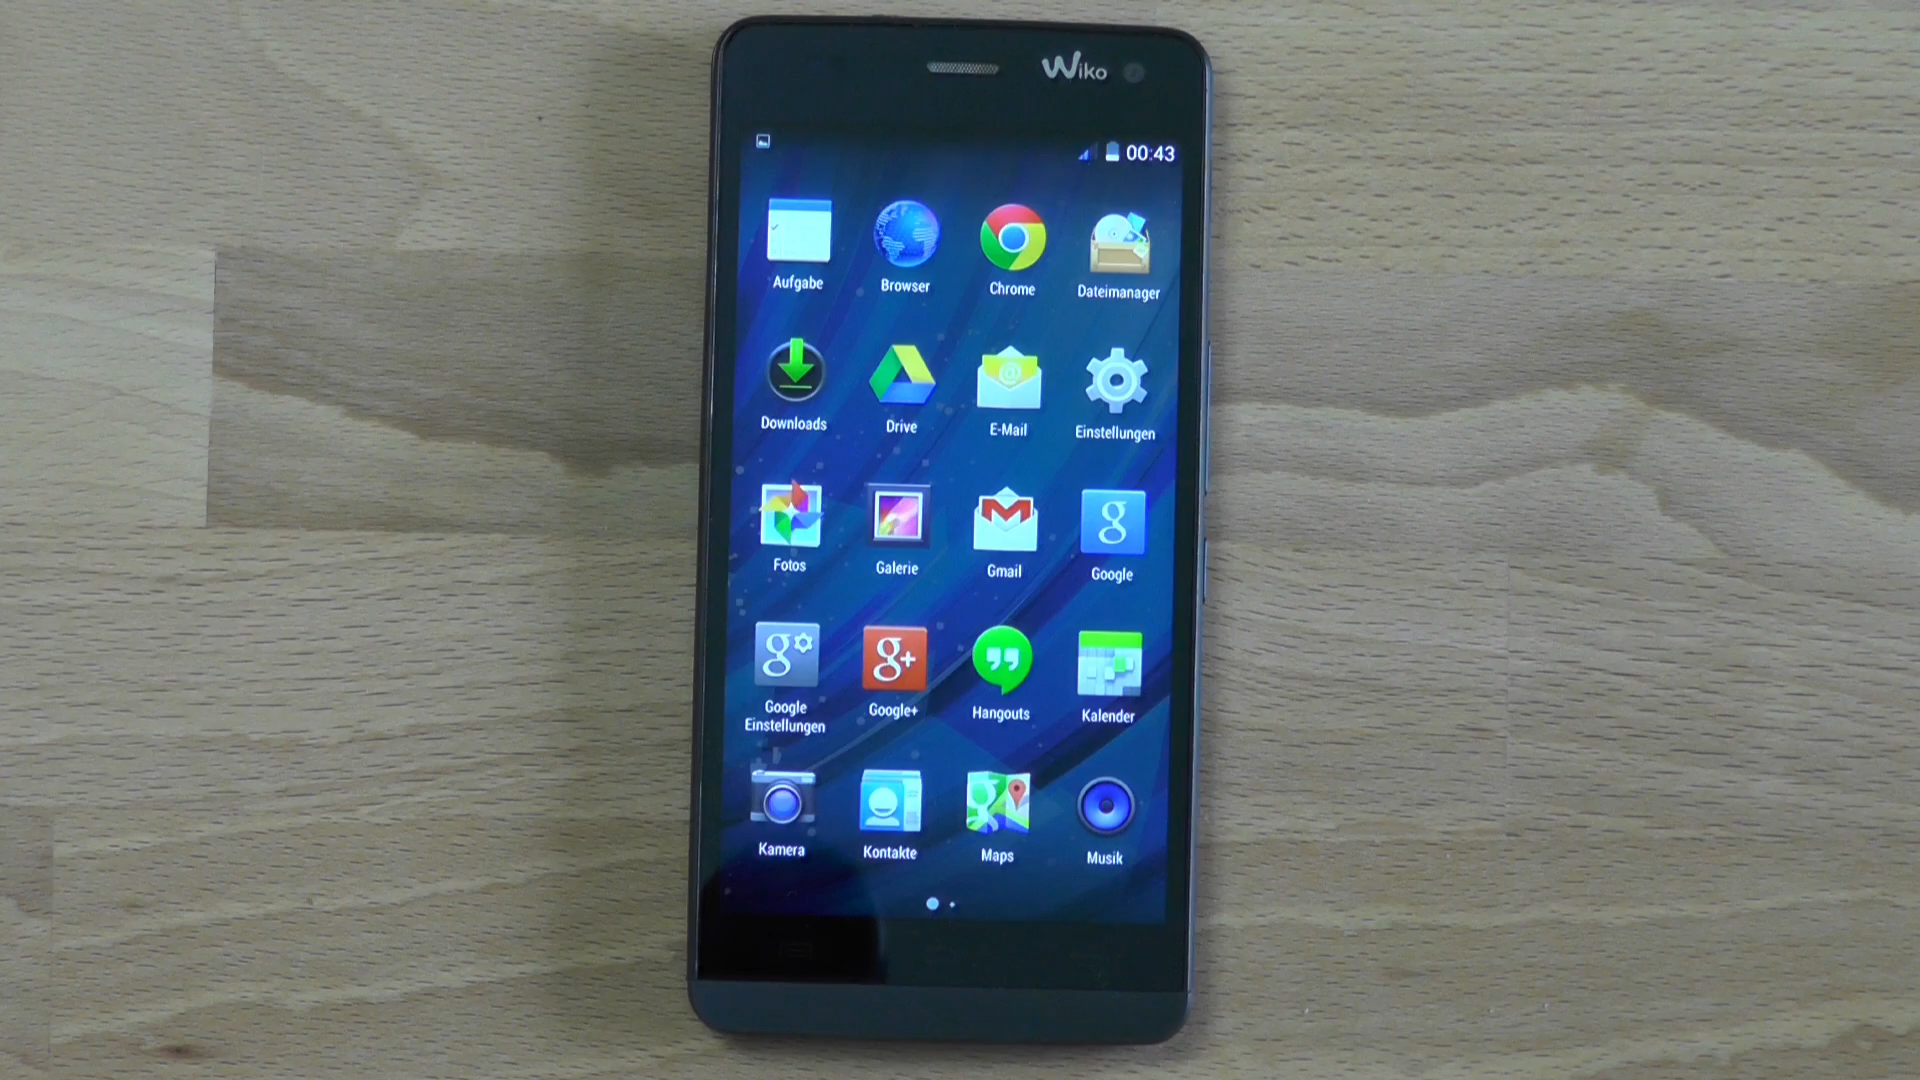 Wiko
00:43
Aufgabe
Browser
Chrome
Dateimanager
Downloads
Drive
E-Mail
Einstellungen
Fotos
Galerie
Gmail
Google
Google
Einstellungen
Google+
Hangouts
Kalender
Kamera
Kontakte
Maps
Musik